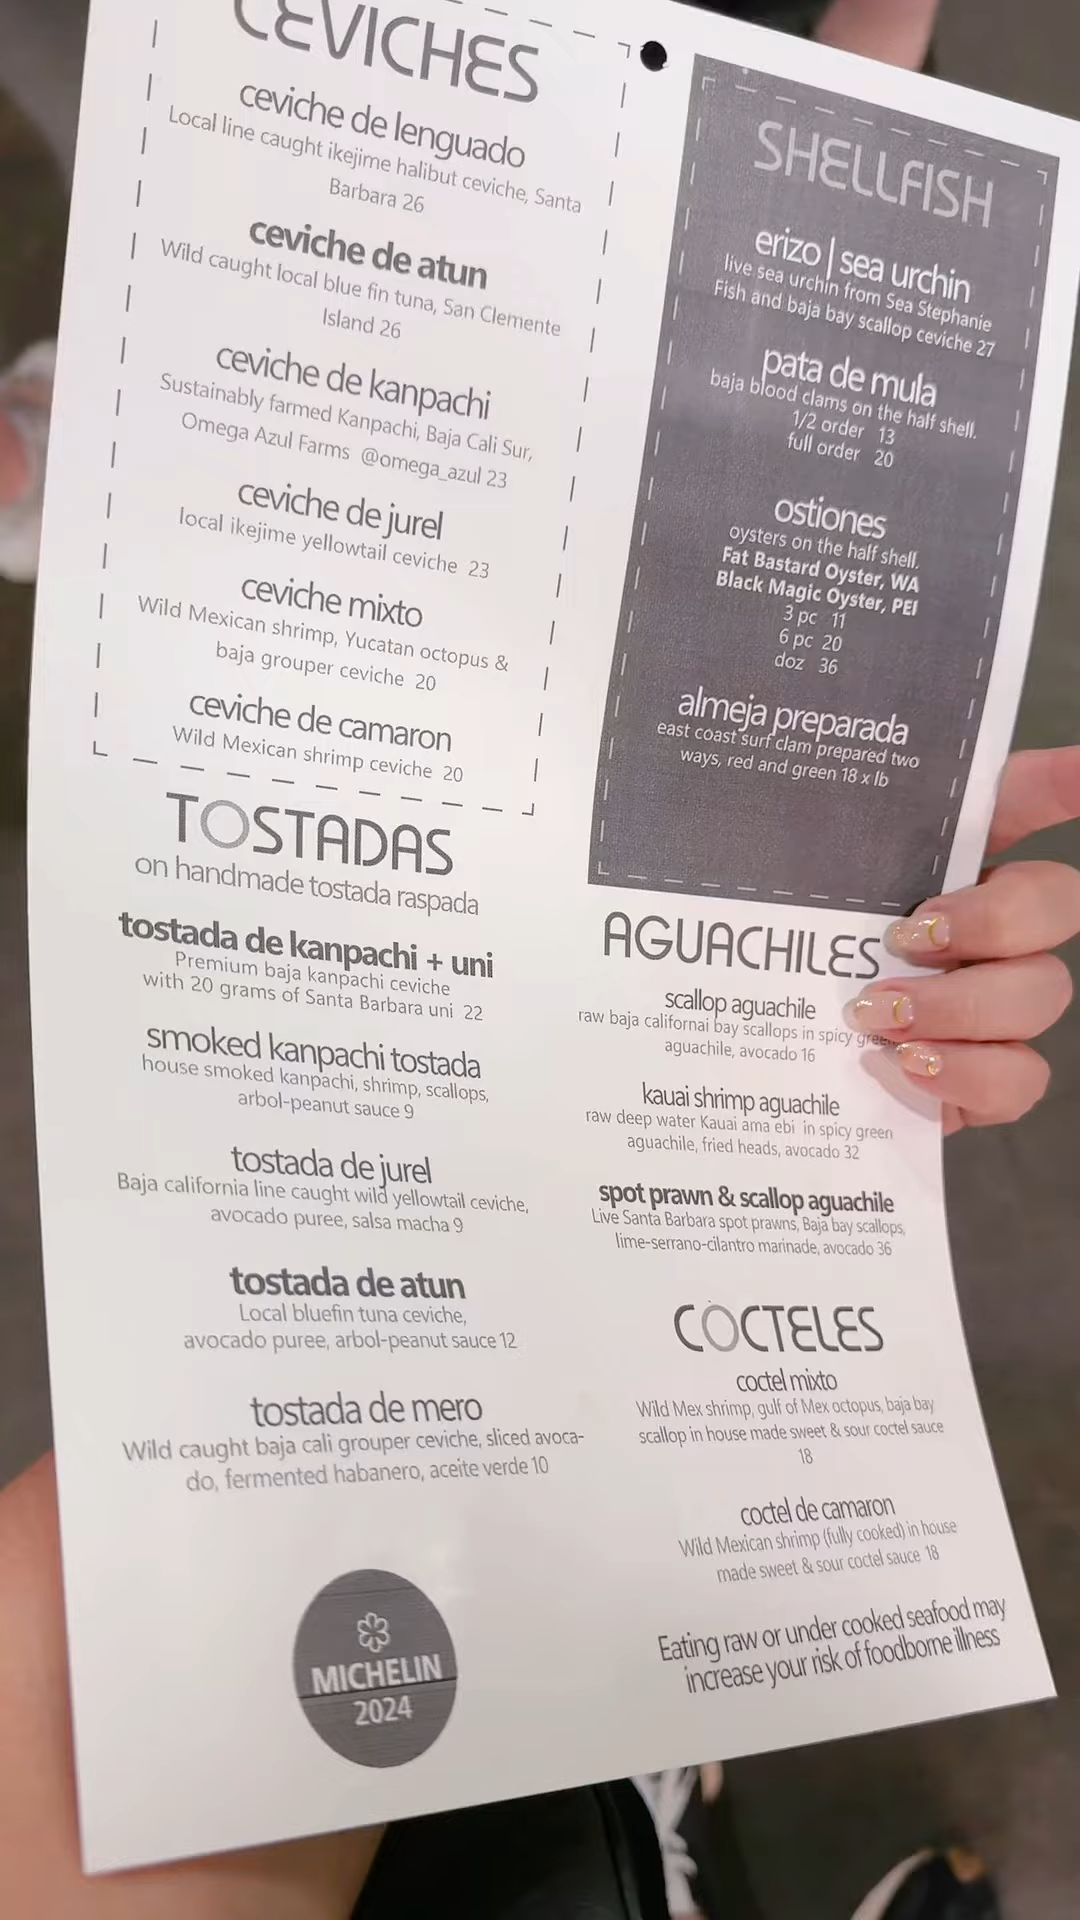 CEVICHES
ceviche de lenguado
Local line caught ikejime halibut ceviche, Santa
Barbara 26
ceviche de atun
Wild caught local blue fin tuna, San Clemente
Island 26
ceviche de kanpachi
Sustainably farmed Kanpachi, Baja Cali Sur,
Omega Azul Farms @omega_azul 23
ceviche de jurel
local ikejime yellowtail ceviche 23
ceviche mixto
Wild Mexican shrimp, Yucatan octopus &
baja grouper ceviche 20
ceviche de camaron
Wild Mexican shrimp ceviche 20
TOSTADAS
on handmade tostada raspada
tostada de kanpachi + uni
Premium baja kanpachi ceviche
with 20 grams of Santa Barbara uni 22
smoked kanpachi tostada
house smoked kanpachi, shrimp, scallops,
arbol-peanut sauce 9
tostada de jurel
Baja california line caught wild yellowtail ceviche,
avocado puree, salsa macha 9
tostada de atun
Local bluefin tuna ceviche,
avocado puree, arbol-peanut sauce 12
tostada de mero
Wild caught baja cali grouper ceviche, sliced avoca-
do, fermented habanero, aceite verde 10
MICHELIN
2024
SHELLFISH
erizo | sea urchin
live sea urchin from Sea Stephanie
Fish and baja bay scallop ceviche 27
pata de mula
baja blood clams on the half shell.
1/2 order 13
full order 20
ostiones
oysters on the half shell.
Fat Bastard Oyster, WA
Black Magic Oyster, PEI
3 pc 11
6 pc 20
doz 36
almeja preparada
east coast surf clam prepared two
ways, red and green 18 x lb
AGUACHILES
scallop aguachile
raw baja californai bay scallops in spicy green
aguachile, avocado 16
kauai shrimp aguachile
raw deep water Kauai ama ebi in spicy green
aguachile, fried heads, avocado 32
spot prawn & scallop aguachile
Live Santa Barbara spot prawns, Baja bay scallops,
lime-serrano-cilantro marinade, avocado 36
COCTELES
coctel mixto
Wild Mex shrimp, gulf of Mex octopus, baja bay
scallop in house made sweet & sour coctel sauce
18
coctel de camaron
Wild Mexican shrimp (fully cooked) in house
made sweet & sour coctel sauce 18
Eating raw or under cooked seafood may
increase your risk of foodborne illness